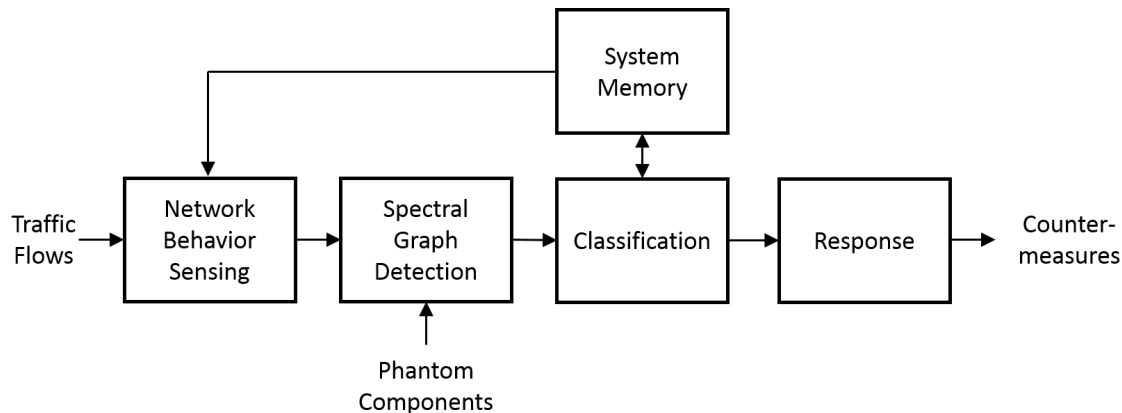 System
Memory
Traffic
Flows
Network
Behavior
Sensing
Spectral
Graph
Detection
Classification
Response
Counter-
measures
Phantom
Components